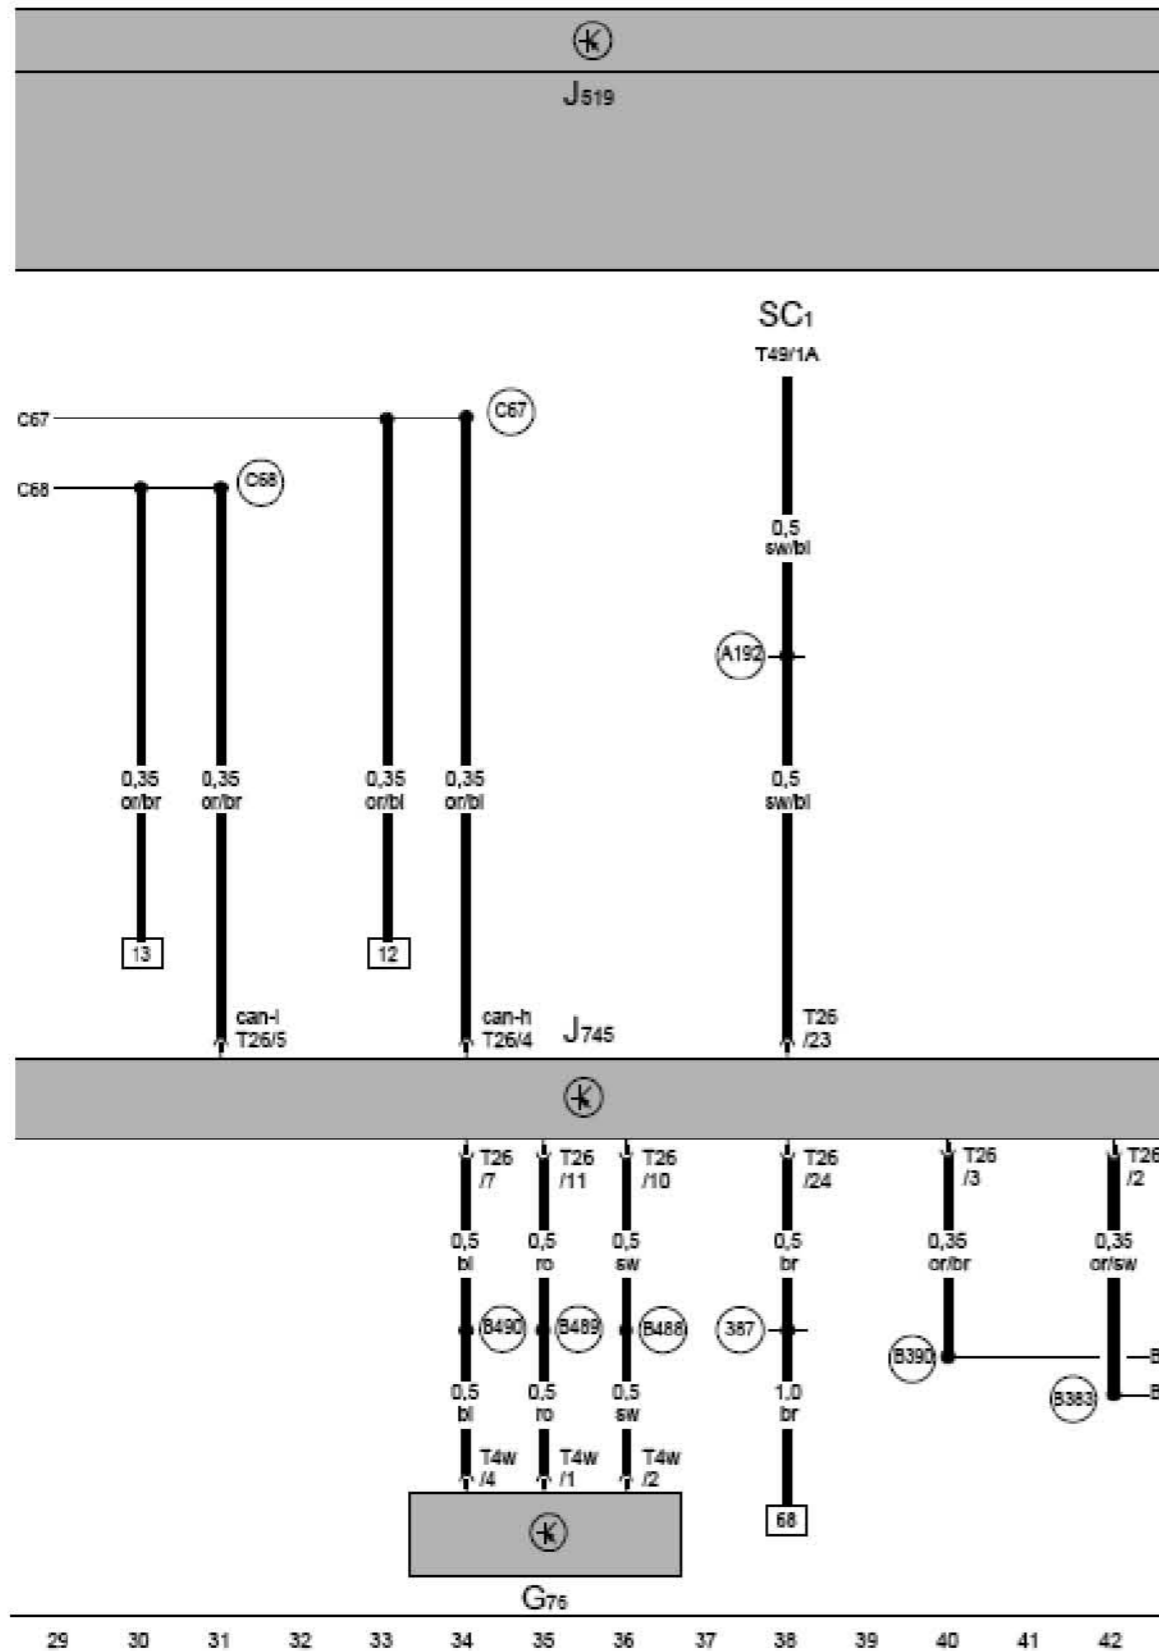 J519
SC1
T49/1A
C67
C67
C68
C68
0,5
sw/bl
A192
0,35 0,35 0,35 0,35 0,5
or/br or/br or/bl or/bl sw/bl
13 12
can-l can-h J745 T26
T26/5 T26/4 /23
T26 T26 T26 T26 T26 T26
/7 /11 /10 /24 /3 /2
0,5 0,5 0,5 0,5 0,35 0,35
bl ro sw br or/br or/sw
B490 B489 B488 387
B390 B
B383 B
0,5 0,5 0,5 1,0
bl ro sw br
T4w T4w T4w
/4 /1 /2
68
G76
29 30 31 32 33 34 35 36 37 38 39 40 41 42